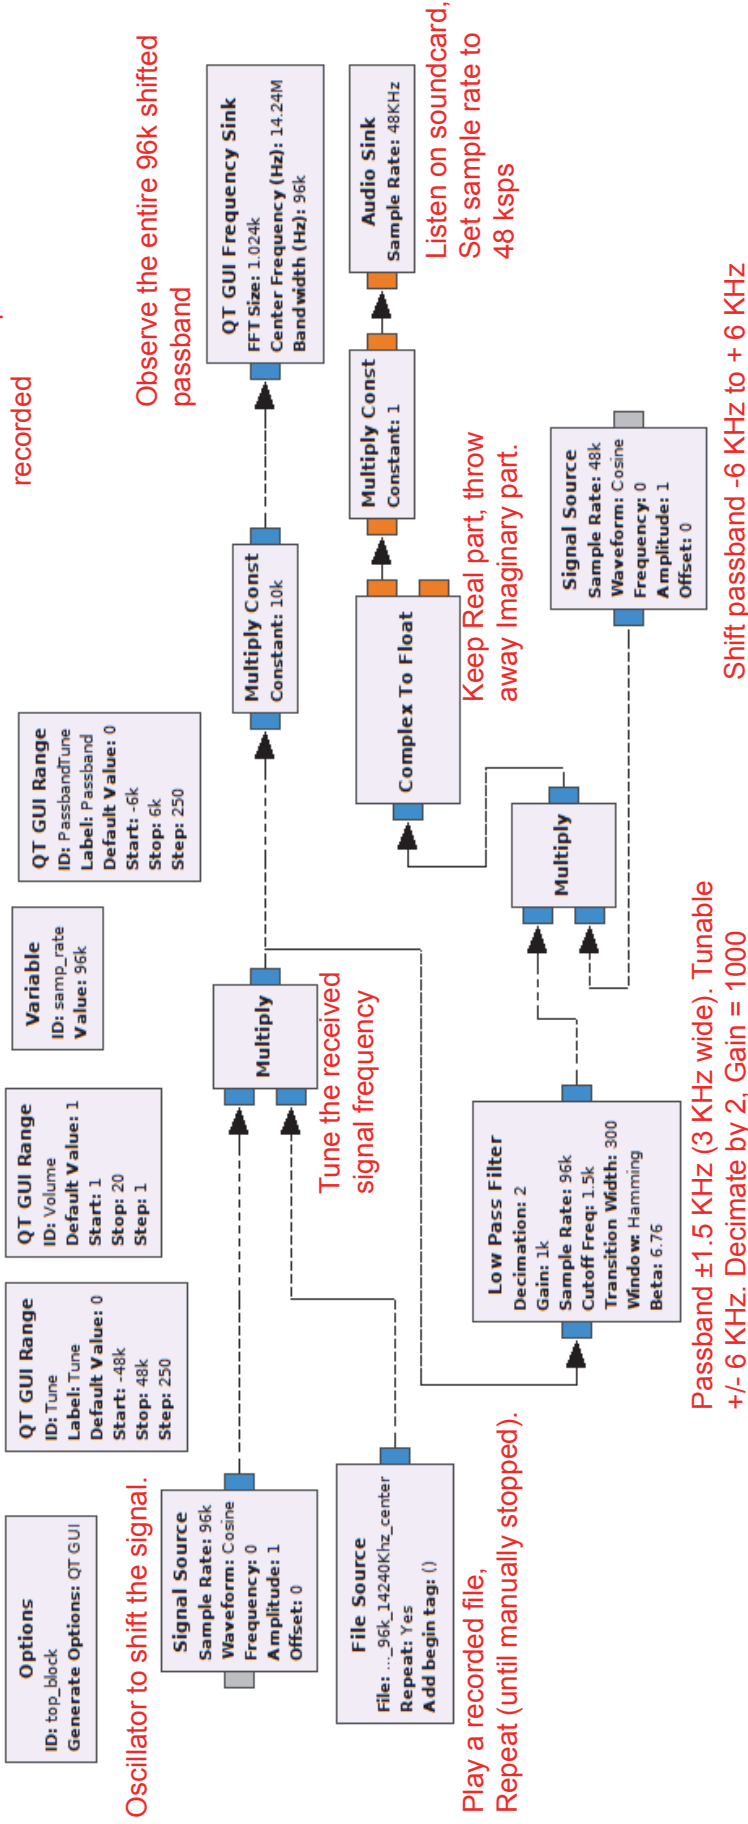 recorded
Options
ID: top_block
Generate Options: QT GUI
QT GUI Range
ID: Tune
Label: Tune
Default Value: 0
Start: -48k
Stop: 48k
Step: 250
QT GUI Range
ID: Volume
Default Value: 1
Start: 1
Stop: 20
Step: 1
Variable
ID: samp_rate
Value: 96k
QT GUI Range
ID: PassbandTune
Label: Passband
Default Value: 0
Start: -6k
Stop: 6k
Step: 250
Oscillator to shift the signal.
Signal Source
Sample Rate: 96k
Waveform: Cosine
Frequency: 0
Amplitude: 1
Offset: 0
File Source
File: ..._96k_14240Khz_center
Repeat: Yes
Add begin tag: ()
Play a recorded file,
Repeat (until manually stopped).
Multiply
Tune the received
signal frequency
Multiply Const
Constant: 10k
Observe the entire 96k shifted
passband
QT GUI Frequency Sink
FFT Size: 1.024k
Center Frequency (Hz): 14.24M
Bandwidth (Hz): 96k
Low Pass Filter
Decimation: 2
Gain: 1k
Sample Rate: 96k
Cutoff Freq: 1.5k
Transition Width: 300
Window: Hamming
Beta: 6.76
Passband ±1.5 KHz (3 KHz wide). Tunable
+/- 6 KHz. Decimate by 2, Gain = 1000
Multiply
Complex To Float
Keep Real part, throw
away Imaginary part.
Multiply Const
Constant: 1
Audio Sink
Sample Rate: 48KHz
Listen on soundcard,
Set sample rate to
48 ksps
Signal Source
Sample Rate: 48k
Waveform: Cosine
Frequency: 0
Amplitude: 1
Offset: 0
Shift passband -6 KHz to + 6 KHz